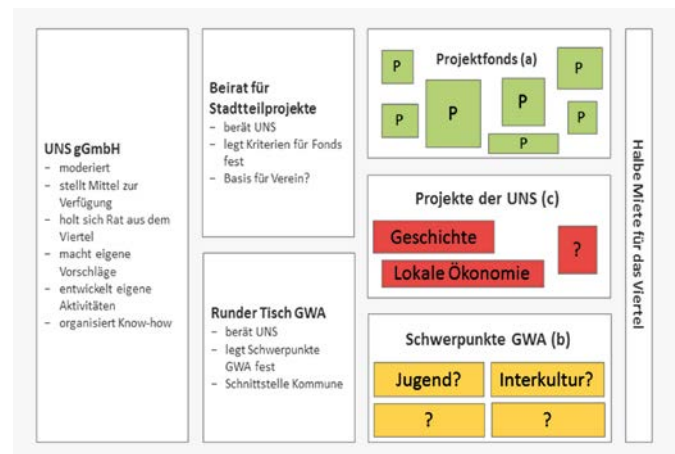 UNS gGmbH
– moderiert
– stellt Mittel zur
Verfügung
– holt sich Rat aus dem
Viertel
– macht eigene
Vorschläge
– entwickelt eigene
Aktivitäten
– organisiert Know-how
Beirat für
Stadtteilprojekte
– berät UNS
– legt Kriterien für Fonds
fest
– Basis für Verein?
Runder Tisch GWA
– berät UNS
– legt Schwerpunkte
GWA fest
– Schnittstelle Kommune
Projektfonds (a)
P
P
P
P
P
P
P
P
Projekte der UNS (c)
Geschichte
?
Lokale Ökonomie
Schwerpunkte GWA (b)
Jugend?
Interkultur?
?
?
Halbe Miete für das Viertel